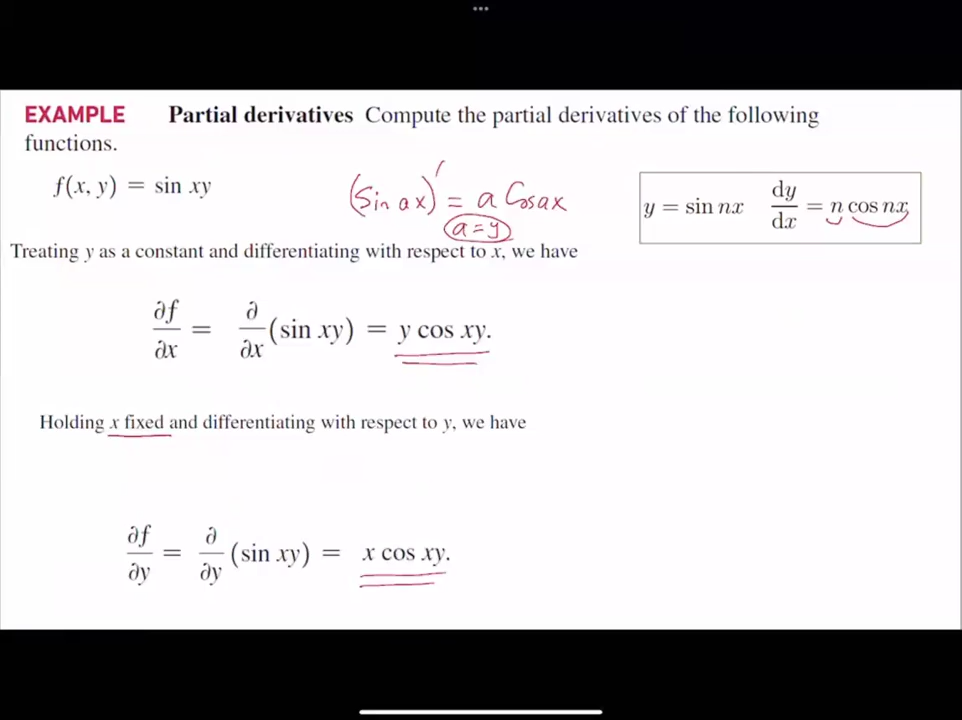 EXAMPLE Partial derivatives Compute the partial derivatives of the following
functions.
f(x, y) = sin xy
(Sin ax)′ = a Cosax
a = y
y = sin nx dy/dx = n cos nx
Treating y as a constant and differentiating with respect to x, we have
∂f/∂x = ∂/∂x (sin xy) = y cos xy.
Holding x fixed and differentiating with respect to y, we have
∂f/∂y = ∂/∂y (sin xy) = x cos xy.